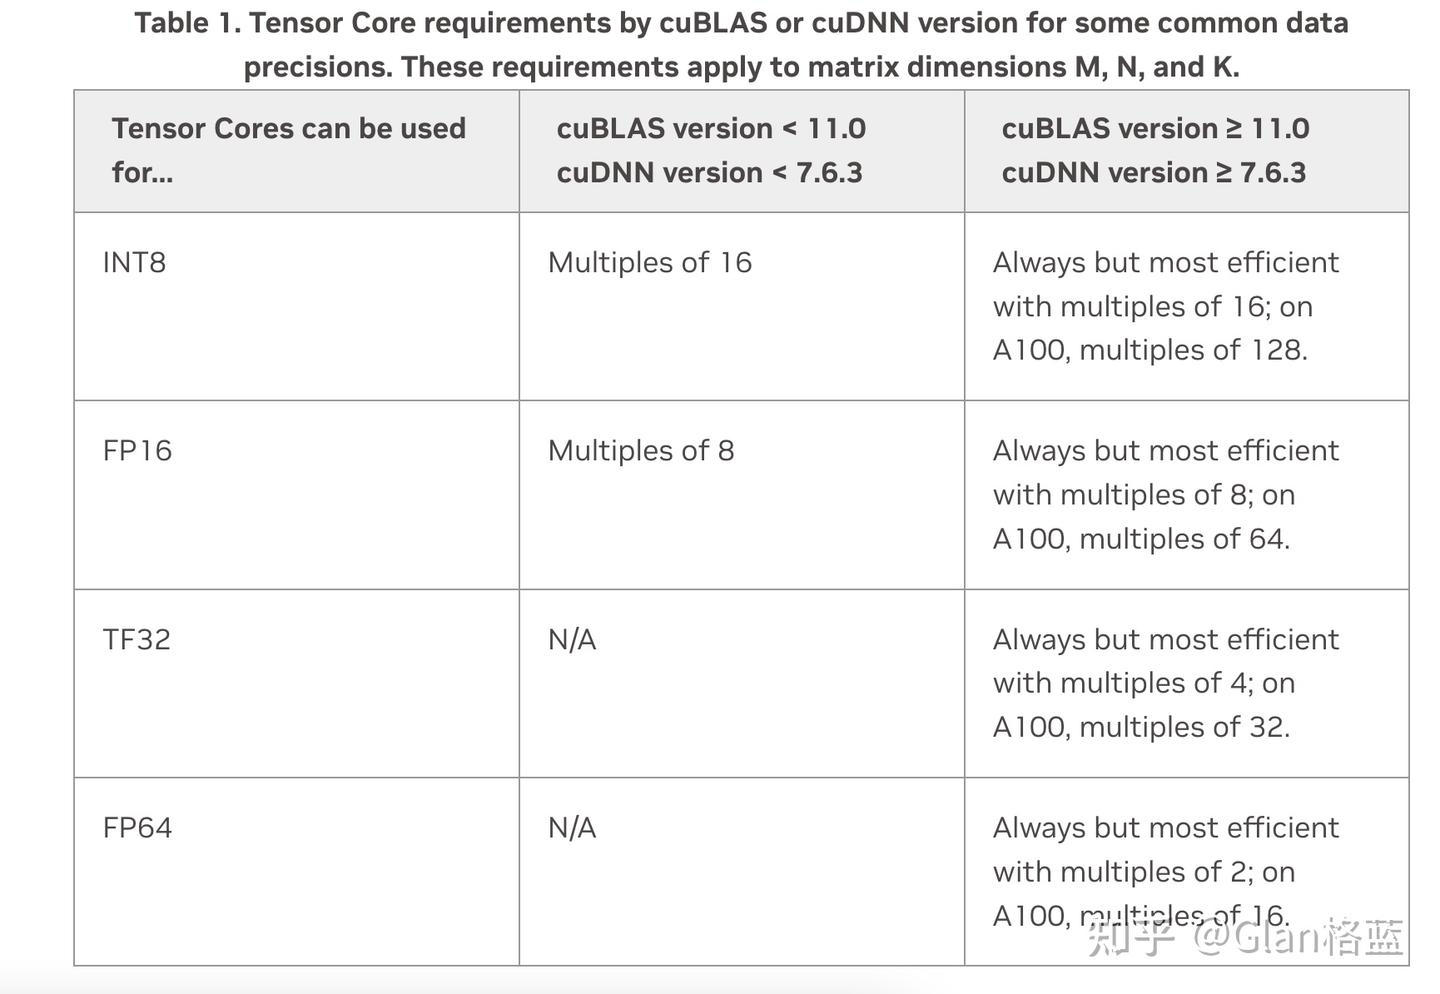 Table 1. Tensor Core requirements by cuBLAS or cuDNN version for some common data
precisions. These requirements apply to matrix dimensions M, N, and K.
Tensor Cores can be used
for...
cuBLAS version < 11.0
cuDNN version < 7.6.3
cuBLAS version ≥ 11.0
cuDNN version ≥ 7.6.3
INT8
Multiples of 16
Always but most efficient
with multiples of 16; on
A100, multiples of 128.
FP16
Multiples of 8
Always but most efficient
with multiples of 8; on
A100, multiples of 64.
TF32
N/A
Always but most efficient
with multiples of 4; on
A100, multiples of 32.
FP64
N/A
Always but most efficient
with multiples of 2; on
A100, multiples of 16.
知乎 @Glan格蓝